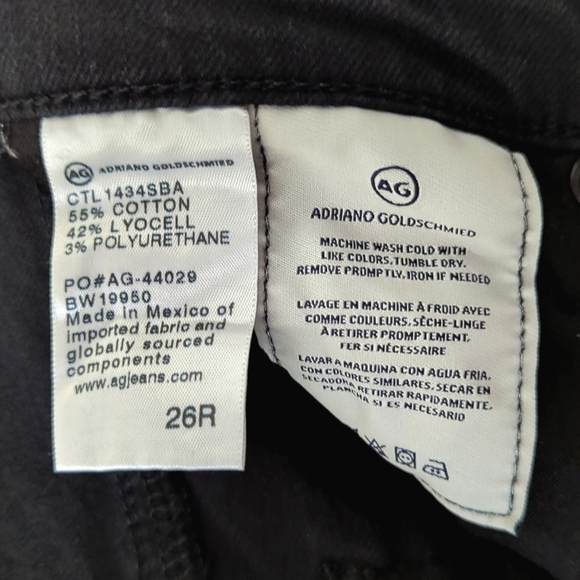 AG ADRIANO GOLDSCHMIED
CTL1434SBA
55% COTTON
42% LYOCELL
3% POLYURETHANE
PO#AG-44029
BW19950
Made in Mexico of
imported fabric and
globally sourced
components
www.agjeans.com
26R
AG
ADRIANO GOLDSCHMIED
MACHINE WASH COLD WITH
LIKE COLORS. TUMBLE DRY.
REMOVE PROMPTLY. IRON IF NEEDED
LAVAGE EN MACHINE À FROID AVEC
COMME COULEURS. SÈCHE-LINGE
À RETIRER PROMPTEMENT.
FER SI NÉCESSAIRE
LAVAR A MAQUINA CON AGUA FRIA,
CON COLORES SIMILARES. SECAR EN
SECADORA RETIRAR RAPIDAMENTE.
PLANCHA SI ES NECESARIO